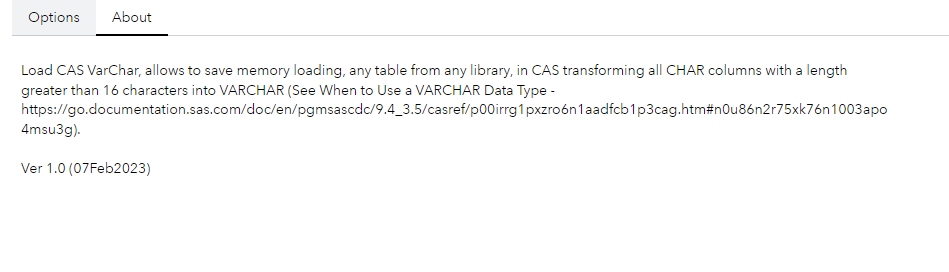 Options About
Load CAS VarChar, allows to save memory loading, any table from any library, in CAS transforming all CHAR columns with a length
greater than 16 characters into VARCHAR (See When to Use a VARCHAR Data Type -
https://go.documentation.sas.com/doc/en/pgmsascdc/9.4_3.5/casref/p00irrg1pxzro6n1aadfcb1p3cag.htm#n0u86n2r75xk76n1003apo
4msu3g).
Ver 1.0 (07Feb2023)